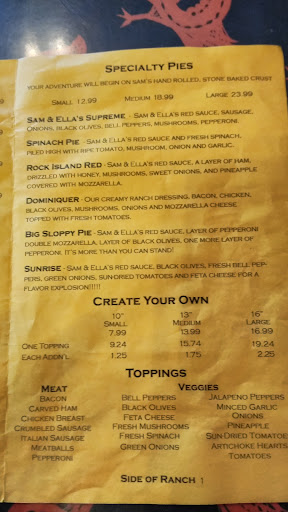 Specialty Pies
your adventure will begin on sam's hand rolled, stone baked crust
Small 12.99 Medium 18.99 Large 23.99
Sam & Ella's Supreme - Sam & Ella's red sauce, sausage,
onions, black olives, bell peppers, mushrooms, pepperoni
Spinach Pie - Sam & Ella's red sauce and fresh spinach,
piled high with ripe tomato, mushroom, onion and garlic.
Rock Island Red - Sam & Ella's red sauce, a layer of ham,
drizzled with honey, mushrooms, sweet onions, and pineapple
covered with mozzarella.
Dominiquer - Our creamy ranch dressing, bacon, chicken,
black olives, mushrooms, onions and mozzarella cheese
topped with fresh tomatoes.
Big Sloppy Pie - Sam & Ella's red sauce, layer of pepperoni
double mozzarella, layer of black olives, one more layer of
pepperoni. It's more than you can stand!
Sunrise - Sam & Ella's red sauce, black olives, fresh bell pep-
pers, green onions, sun-dried tomatoes and feta cheese for a
flavor explosion!!!!!
Create Your Own
10" 13" 16"
Small Medium Large
7.99 13.99 16.99
One Topping 9.24 15.74 19.24
Each Addn'l. 1.25 1.75 2.25
Toppings
Meat Veggies
Bacon Bell Peppers Jalapeno Peppers
Carved Ham Black Olives Minced Garlic
Chicken Breast Feta Cheese Onions
Crumbled Sausage Fresh Mushrooms Pineapple
Italian Sausage Fresh Spinach Sun-Dried Tomatoes
Meatballs Green Onions Artichoke Hearts
Pepperoni Tomatoes
Side of Ranch 1